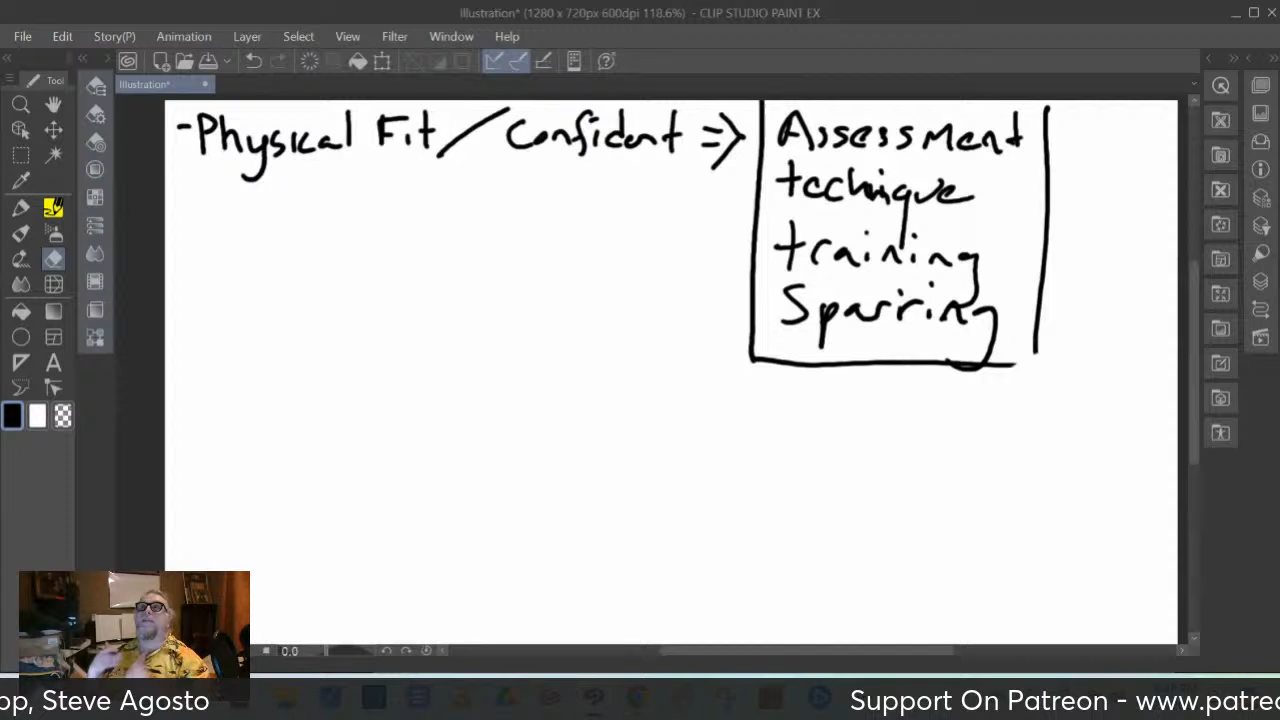 Illustration* (1280 x 720px 600dpi 118.6%) - CLIP STUDIO PAINT EX
File Edit Story(P) Animation Layer Select View Filter Window Help
Tool
Illustration*
-Physical Fit/Confident => Assessment
technique
training
Sparring
0.0
op, Steve Agosto
Support On Patreon - www.patre